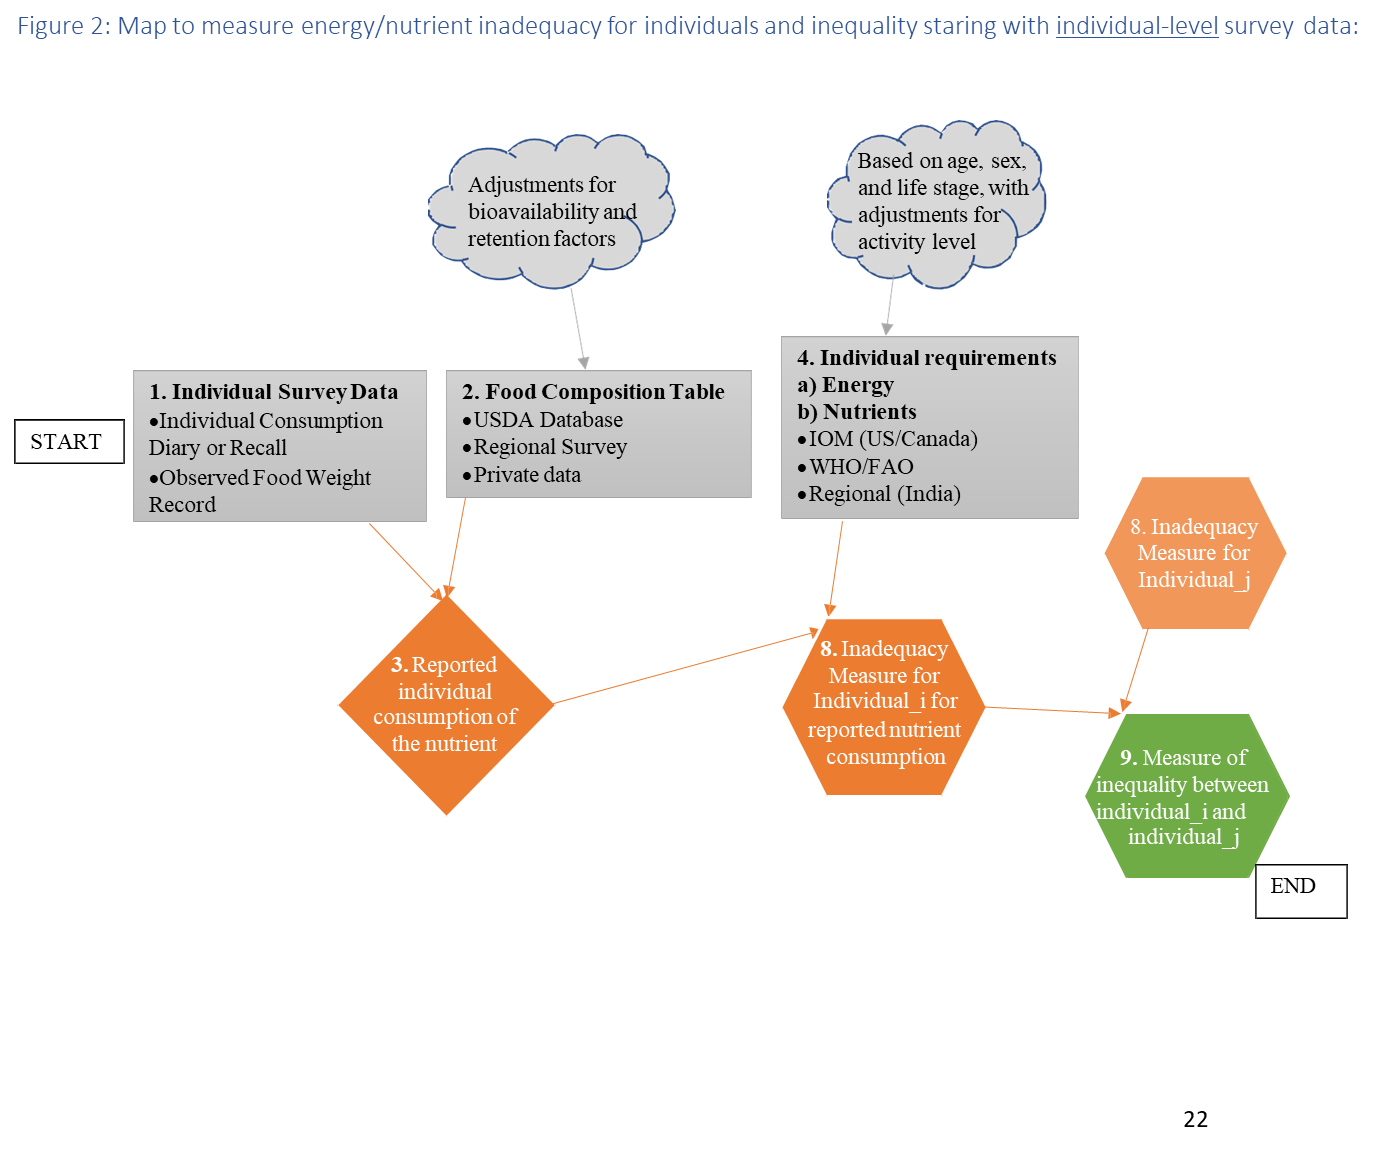 Figure 2: Map to measure energy/nutrient inadequacy for individuals and inequality staring with individual-level survey data:
Adjustments for
bioavailability and
retention factors
Based on age, sex,
and life stage, with
adjustments for
activity level
START
1. Individual Survey Data
•Individual Consumption
Diary or Recall
•Observed Food Weight
Record
2. Food Composition Table
•USDA Database
•Regional Survey
•Private data
4. Individual requirements
a) Energy
b) Nutrients
•IOM (US/Canada)
•WHO/FAO
•Regional (India)
8. Inadequacy
Measure for
Individual_j
3. Reported
individual
consumption of
the nutrient
8. Inadequacy
Measure for
Individual_i for
reported nutrient
consumption
9. Measure of
inequality between
individual_i and
individual_j
END
22